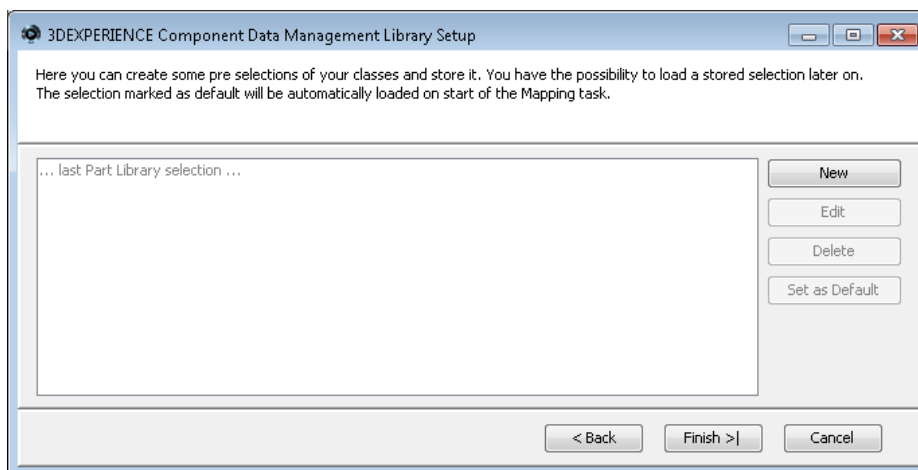 3DEXPERIENCE Component Data Management Library Setup
Here you can create some pre selections of your classes and store it. You have the possibility to load a stored selection later on.
The selection marked as default will be automatically loaded on start of the Mapping task.
... last Part Library selection ...
New
Edit
Delete
Set as Default
< Back
Finish >|
Cancel